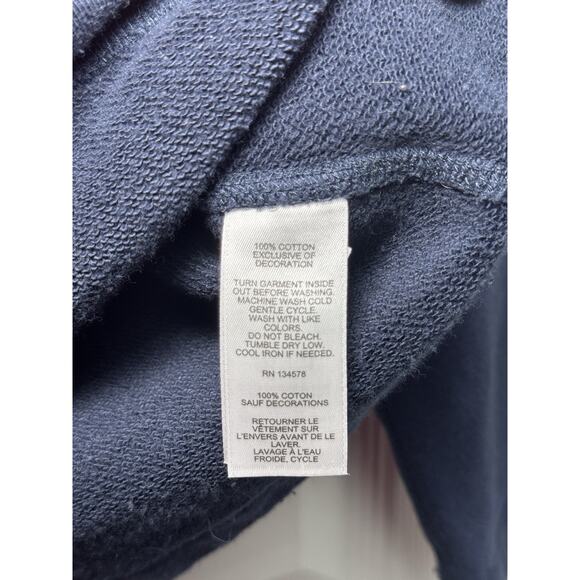 100% COTTON
EXCLUSIVE OF
DECORATION
TURN GARMENT INSIDE
OUT BEFORE WASHING.
MACHINE WASH COLD
GENTLE CYCLE.
WASH WITH LIKE
COLORS.
DO NOT BLEACH.
TUMBLE DRY LOW.
COOL IRON IF NEEDED.
RN 134578
100% COTON
SAUF DECORATIONS
RETOURNER LE
VÊTEMENT SUR
L'ENVERS AVANT DE LE
LAVER.
LAVAGE À L'EAU
FROIDE, CYCLE